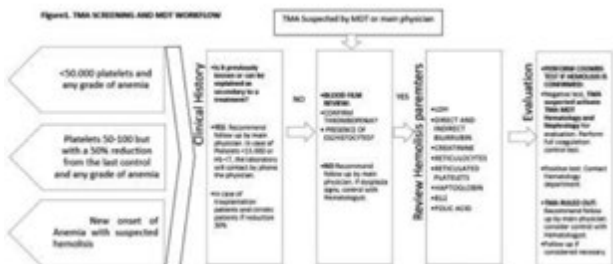 Figure1. TMA SCREENING AND MDT WORKFLOW
TMA Suspected by MDT or main physician
<50.000 platelets and
any grade of anemia
Platelets 50-100 but
with a 50% reduction
from the last control
and any grade of anemia
New onset of
Anemia with suspected
hemolisis
Clinical History
•Is it previously
known or can be
explained as
secondary to a
treatment?
•YES: Recommend
follow up by main
physician. In case of
Platelets <15.000 or
Hb <7, the laboratory
will contact by phone
the physician.
•In case of
trasplantation
patients and
patients if reduction
30%
NO
•BLOOD FILM
REVIEW:
•CONFIRM
THROMBOPENIA?
•PRESENCE OF
ESCHISTOCYTES?
•NO Recommend
follow up by main
physician. If dysplasia
signs, control with
Hematologist
YES
Review Hemolisis paremters
•LDH
•DIRECT AND
INDIRECT
BILIRRUBIN
•CREATININE
•RETICULOCYTES
•RETICULATED
PLATELETS
•HAPTOGLOBIN
•B12
•FOLIC ACID
Evaluation
•PERFORM COOMBS
TEST IF HEMOLISIS IS
CONFIRMED:
•Negative test, TMA
suspected activate
MDT
Hematology and
Nephrology
for evaluation. Perform
full coagulation
control test.
•Positive test: Contact
Hematology
department.
•TMA RULED OUT:
Recommend follow
up by main physician
consider control with
Hematologist
•Follow up if
considered necessary